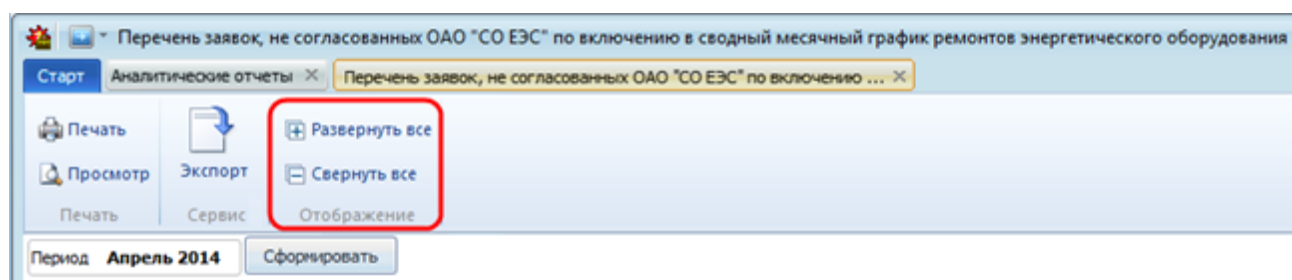 Перечень заявок, не согласованных ОАО "СО ЕЭС" по включению в сводный месячный график ремонтов энергетического оборудования
Старт Аналитические отчеты Перечень заявок, не согласованных ОАО "СО ЕЭС" по включению ...
Печать Развернуть все
Просмотр Экспорт Свернуть все
Печать Сервис Отображение
Период Апрель 2014 Сформировать